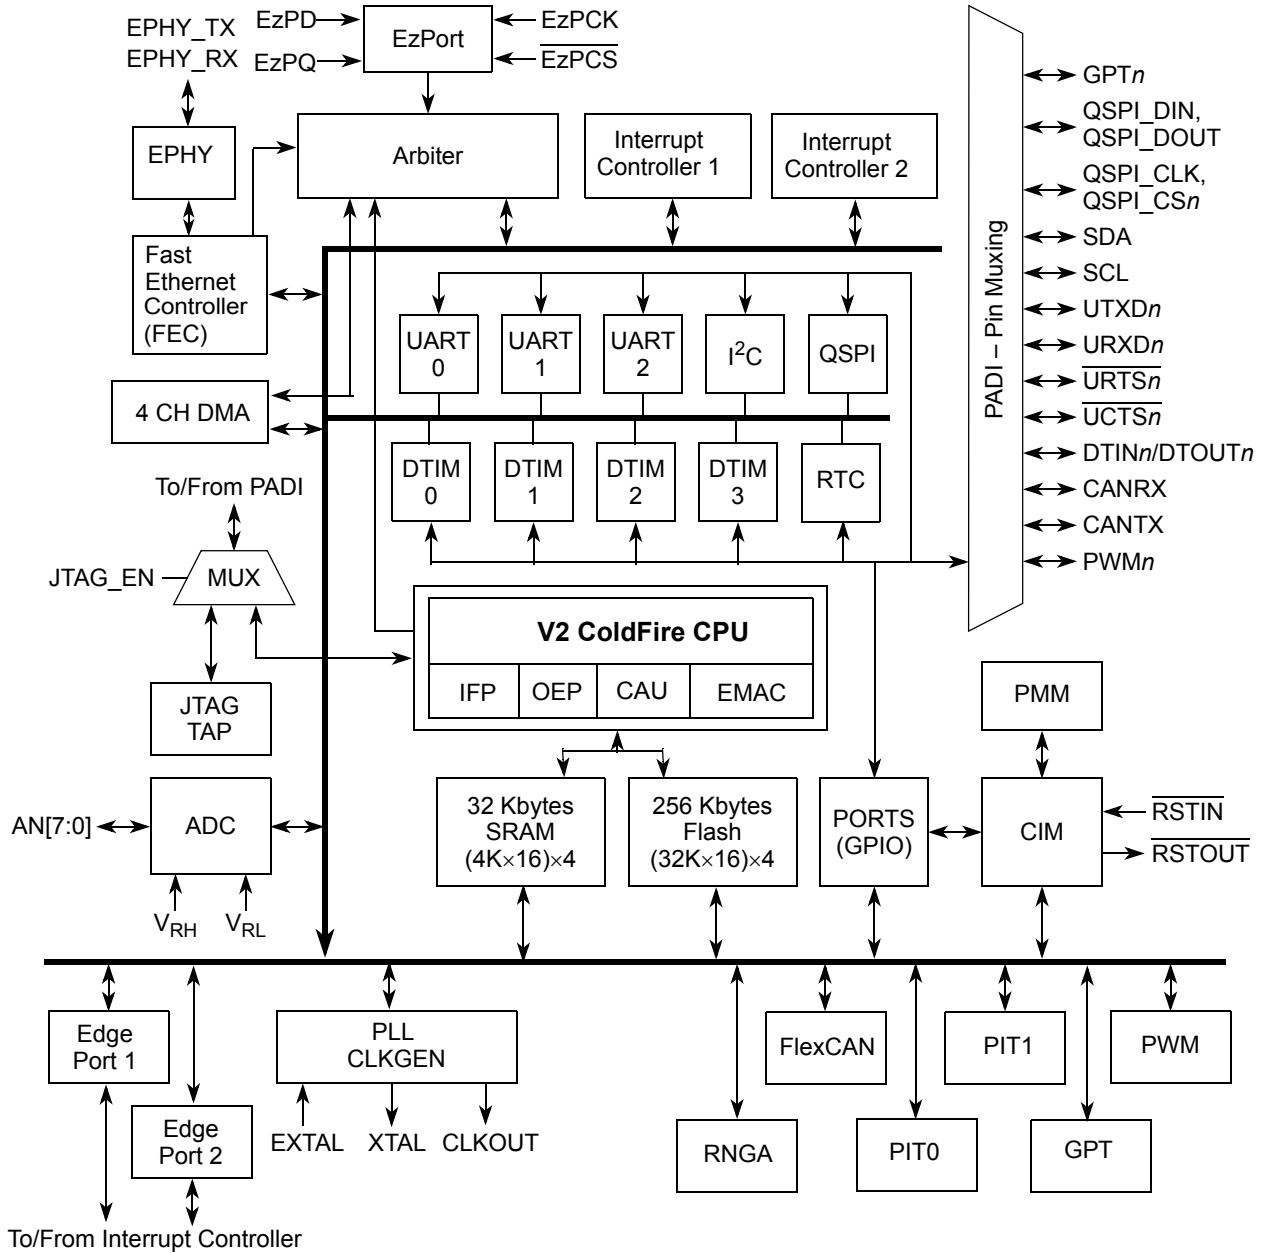 EPHY_TX
EPHY_RX
EzPD
EzPQ
EzPort
EzPCK
EzPCS
EPHY
Arbiter
Interrupt
Controller 1
Interrupt
Controller 2
Fast
Ethernet
Controller
(FEC)
4 CH DMA
UART
0
UART
1
UART
2
I²C
QSPI
DTIM
0
DTIM
1
DTIM
2
DTIM
3
RTC
PADI – Pin Muxing
GPTn
QSPI_DIN,
QSPI_DOUT
QSPI_CLK,
QSPI_CSn
SDA
SCL
UTXDn
URXDn
URTSn
UCTSn
DTINn/DTOUTn
CANRX
CANTX
PWMn
To/From PADI
JTAG_EN
MUX
JTAG
TAP
V2 ColdFire CPU
IFP
OEP
CAU
EMAC
PMM
AN[7:0]
ADC
VRH
VRL
32 Kbytes
SRAM
(4K×16)×4
256 Kbytes
Flash
(32K×16)×4
PORTS
(GPIO)
CIM
RSTIN
RSTOUT
Edge
Port 1
Edge
Port 2
PLL
CLKGEN
EXTAL
XTAL
CLKOUT
FlexCAN
PIT1
PWM
RNGA
PIT0
GPT
To/From Interrupt Controller